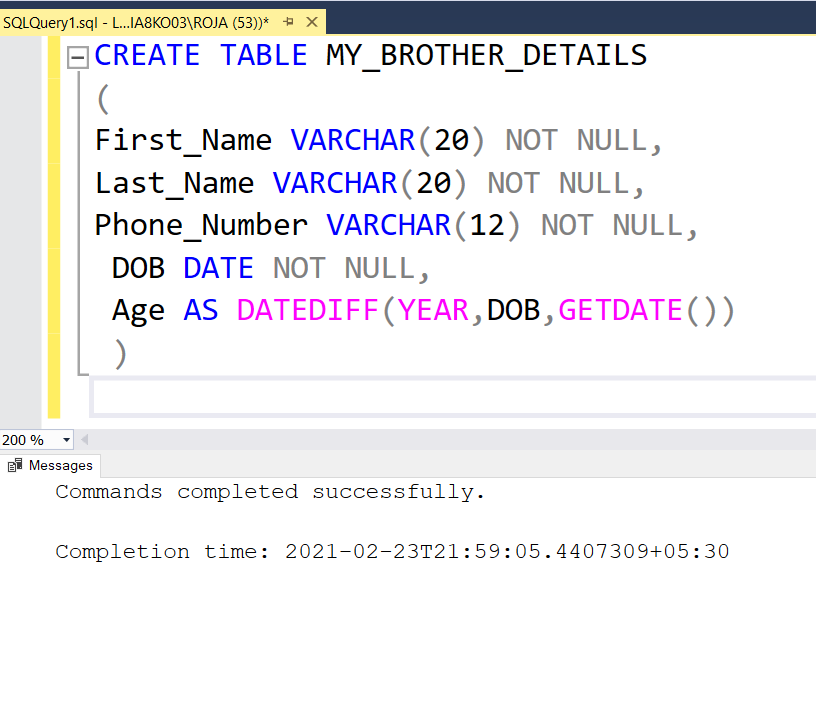 SQLQuery1.sql - L...IA8KO03\ROJA (53))*
CREATE TABLE MY_BROTHER_DETAILS
(
First_Name VARCHAR(20) NOT NULL,
Last_Name VARCHAR(20) NOT NULL,
Phone_Number VARCHAR(12) NOT NULL,
DOB DATE NOT NULL,
Age AS DATEDIFF(YEAR,DOB,GETDATE())
)
200 %
Messages
Commands completed successfully.
Completion time: 2021-02-23T21:59:05.4407309+05:30